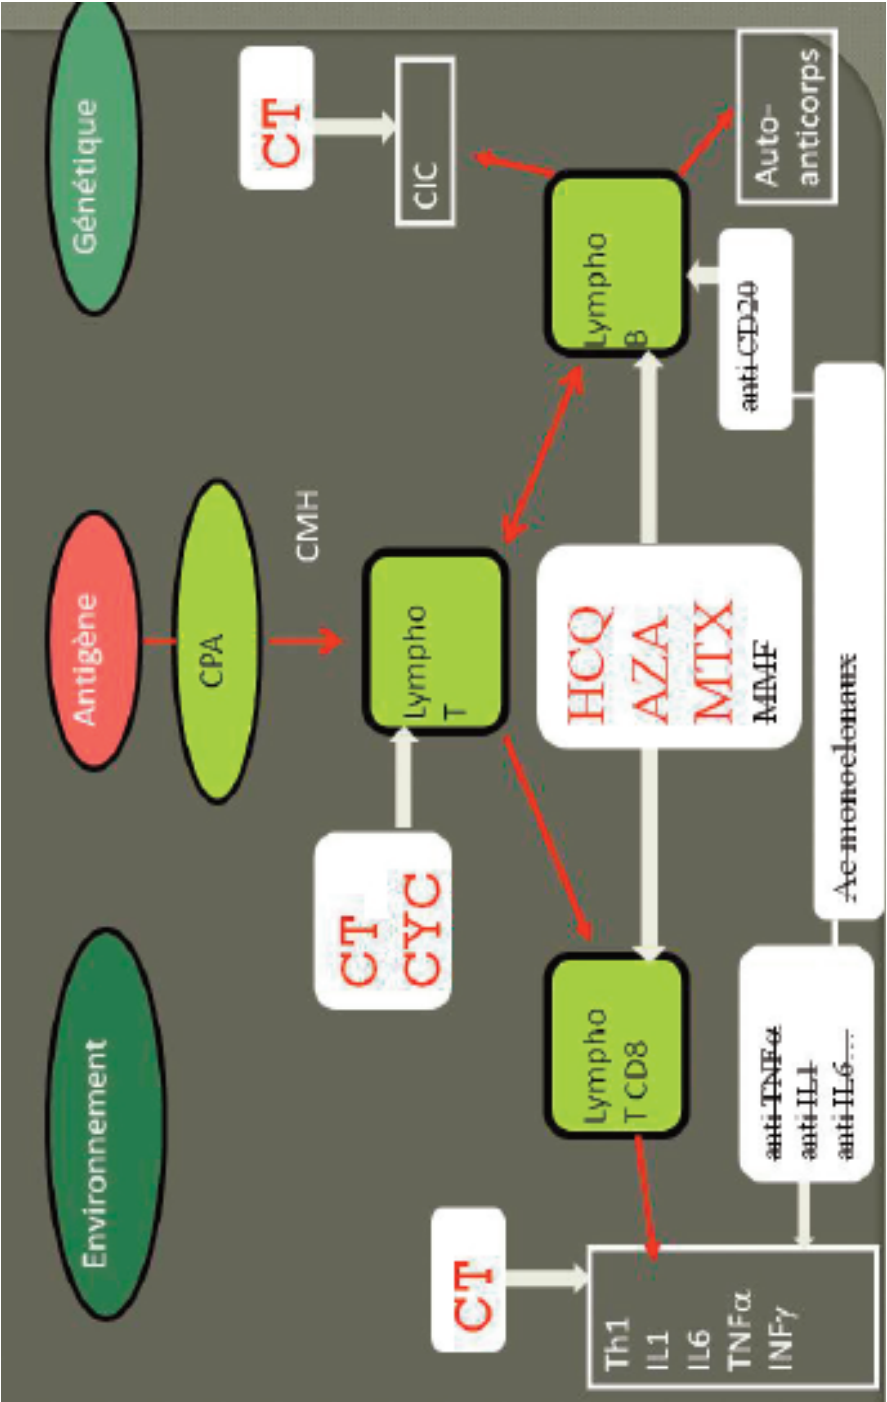 Environnement
Antigène
Génétique
CPA
CMH
CT
CT
CYC
Lympho
T
CIC
CT
Lympho
T CD8
HCQ
AZA
MTX
MMF
Lympho
B
Th1
IL1
IL6
TNFα
INFγ
anti TNFα
anti IL1
anti IL6…
anti CD20
Auto-
anticorps
Ac monoclonaux